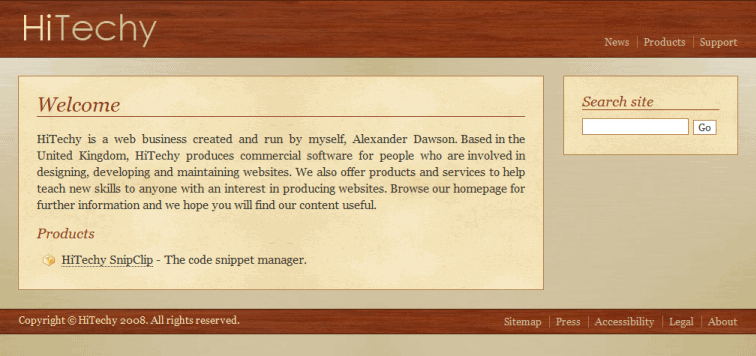 HiTechy
News Products Support
Welcome
HiTechy is a web business created and run by myself, Alexander Dawson. Based in the
United Kingdom, HiTechy produces commercial software for people who are involved in
designing, developing and maintaining websites. We also offer products and services to help
teach new skills to anyone with an interest in producing websites. Browse our homepage for
further information and we hope you will find our content useful.
Products
HiTechy SnipClip - The code snippet manager.
Search site
Go
Copyright © HiTechy 2008. All rights reserved.
Sitemap Press Accessibility Legal About